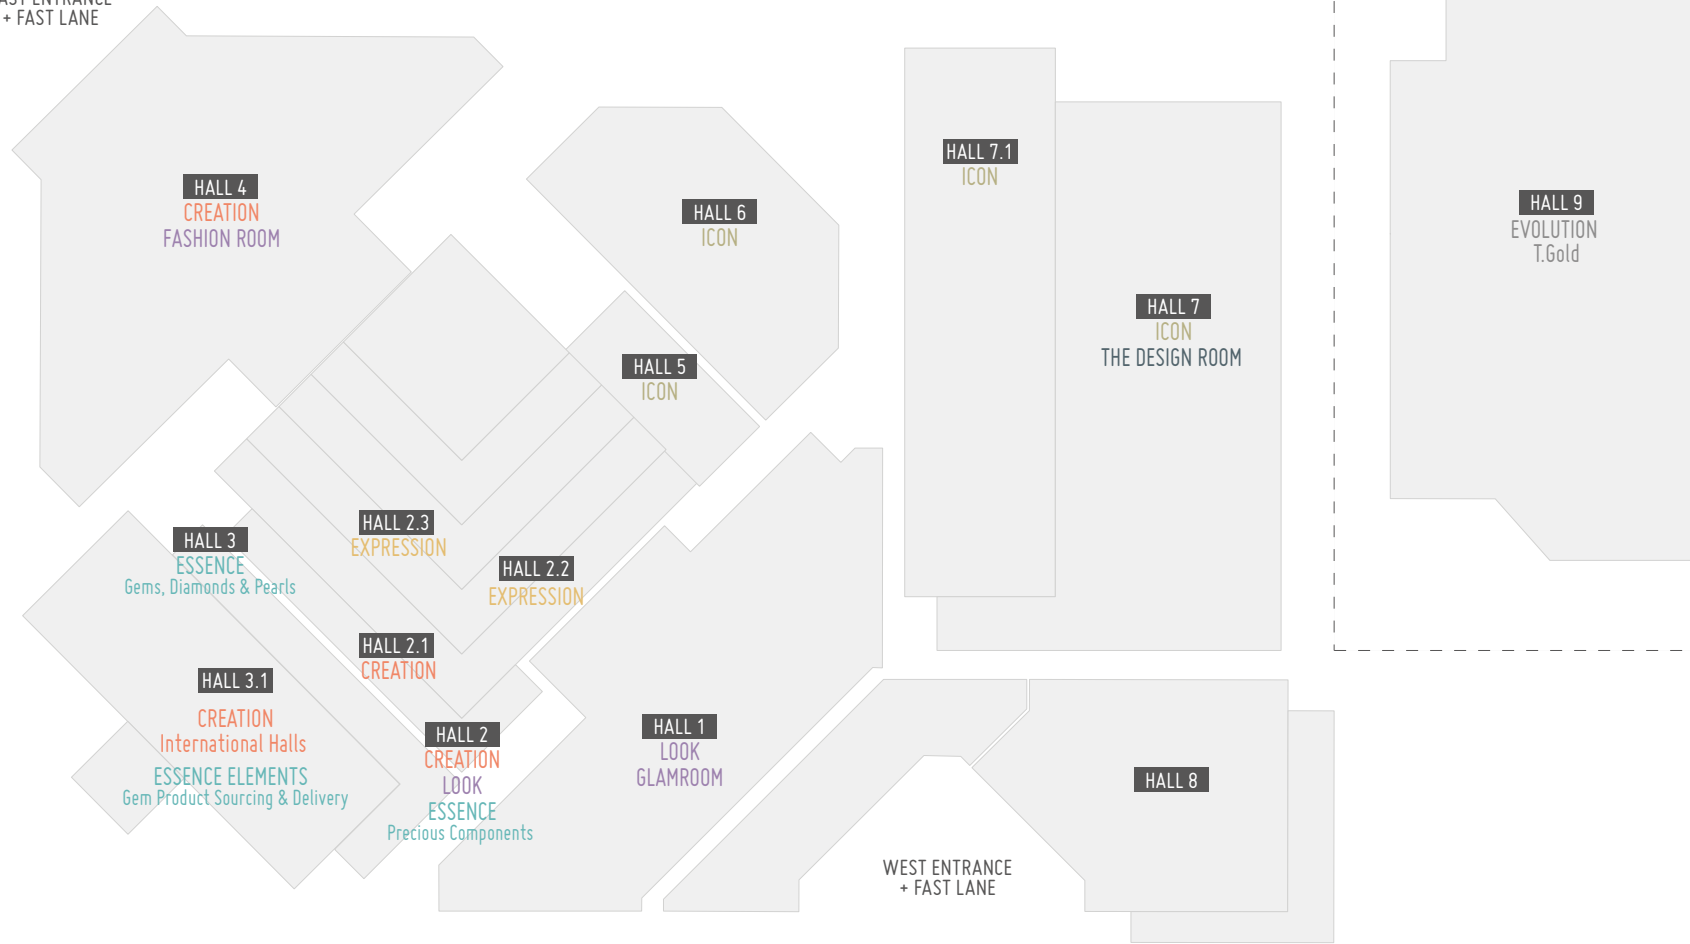 + FAST LANE
HALL 4
CREATION
FASHION ROOM
HALL 6
ICON
HALL 7.1
ICON
HALL 9
EVOLUTION
T.Gold
HALL 7
ICON
THE DESIGN ROOM
HALL 5
ICON
HALL 2.3
EXPRESSION
HALL 2.2
EXPRESSION
HALL 3
ESSENCE
Gems, Diamonds & Pearls
HALL 2.1
CREATION
HALL 3.1
CREATION
International Halls
ESSENCE ELEMENTS
Gem Product Sourcing & Delivery
HALL 2
CREATION
LOOK
ESSENCE
Precious Components
HALL 1
LOOK
GLAMROOM
HALL 8
WEST ENTRANCE
+ FAST LANE